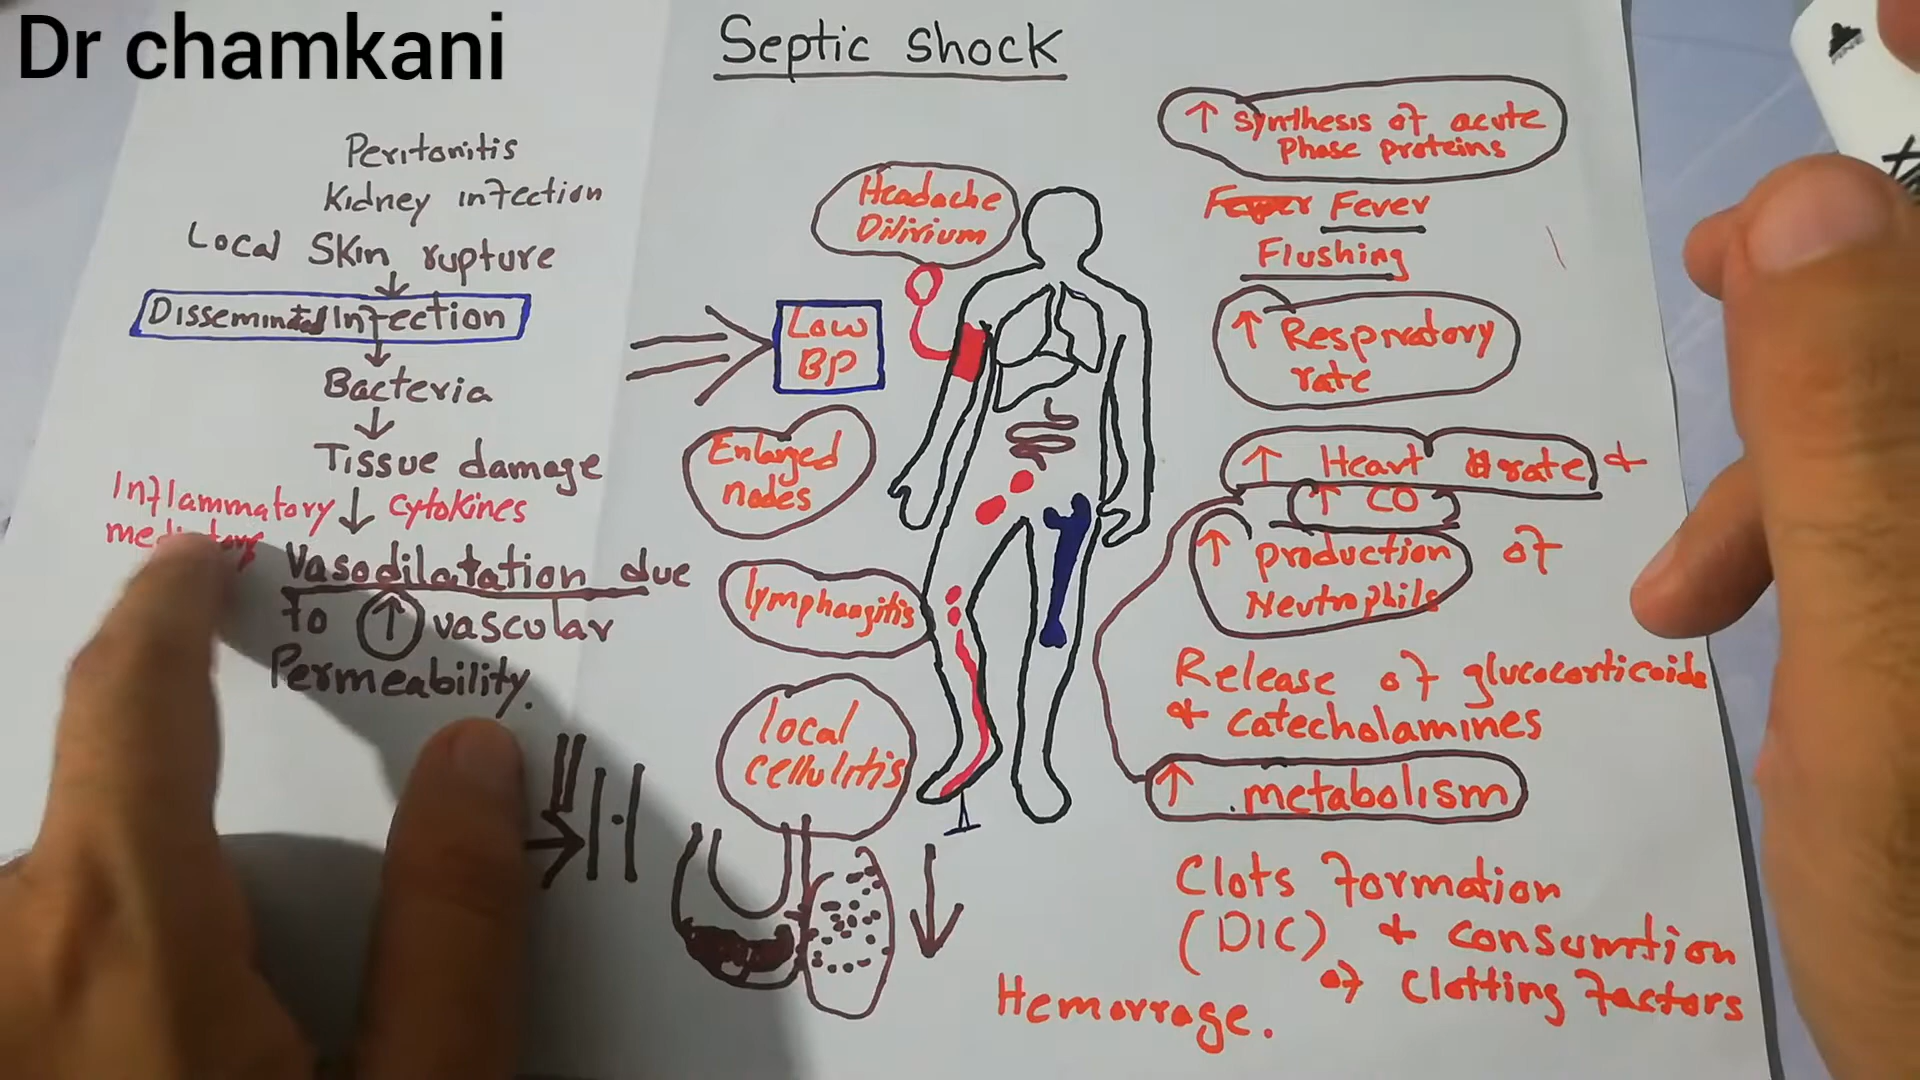 Dr chamkani
Septic shock
Peritonitis
Kidney infection
Local Skin rupture
Infection
Bacteria
Tissue damage
Inflammatory
cytokines
Vasodilatation due
to ↑ vascular
Permeability.
Low
BP
Headache
Dilirium
Enlarged
nodes
lymphangitis
local
cellulitis
↑ synthesis of acute
Phase proteins
Fever
Flushing
↑ Respiratory
rate
↑ Heart rate &
↑ CO
↑ production of
Neutrophils
Release of glucocorticoids
& catecholamines
↑ metabolism
Clots formation
(DIC) & consumtion
of Clotting factors
Hemorrage.